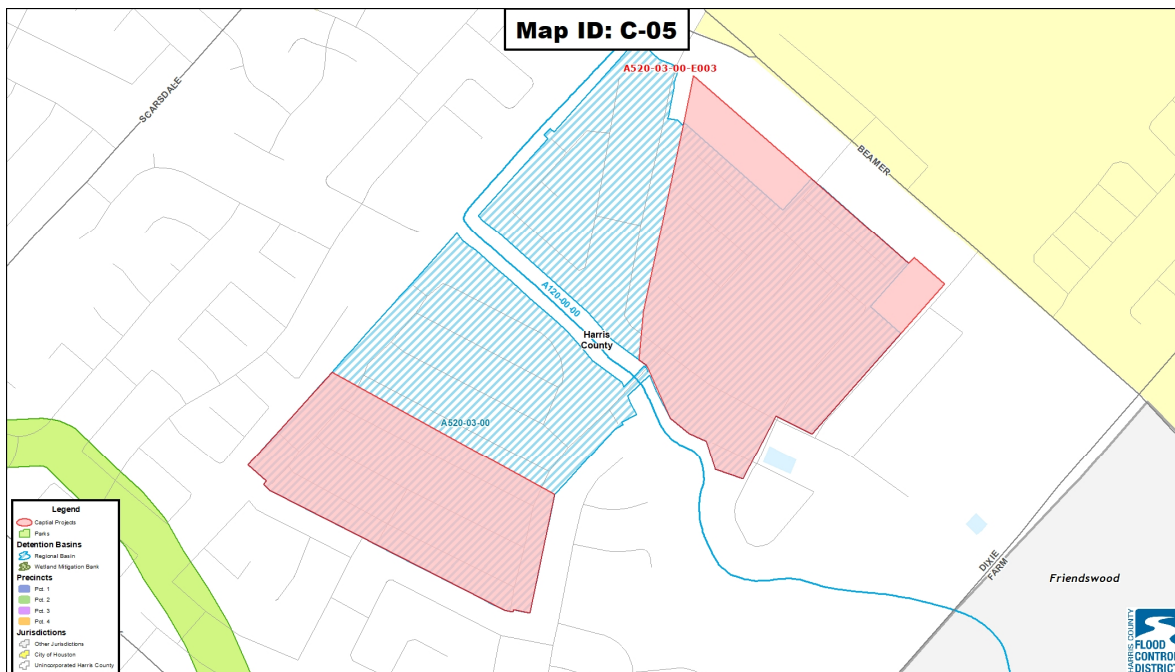 Map ID: C-05
A520-03-00-E003
SCARSDALE
BEAMER
A120-00-00
Harris
County
A520-03-00
DIXIE
FARM
Friendswood
Legend
Captial Projects
Parks
Detention Basins
Regional Basin
Wetland Mitigation Bank
Precincts
Pct. 1
Pct. 2
Pct. 3
Pct. 4
Jurisdictions
Other Jurisdictions
City of Houston
Unincorporated Harris County
HARRIS COUNTY
FLOOD
CONTROL
DISTRICT